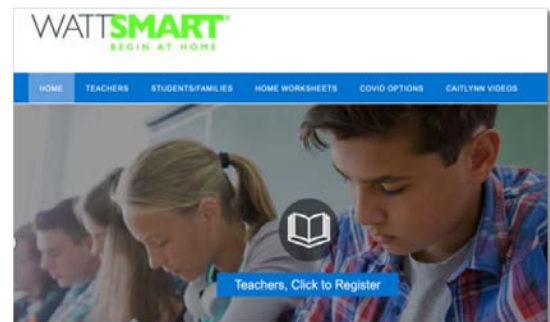 WATTSMART®
BEGIN AT HOME
HOME TEACHERS STUDENTS/FAMILIES HOME WORKSHEETS COVID OPTIONS CAITLYNN VIDEOS
Teachers, Click to Register